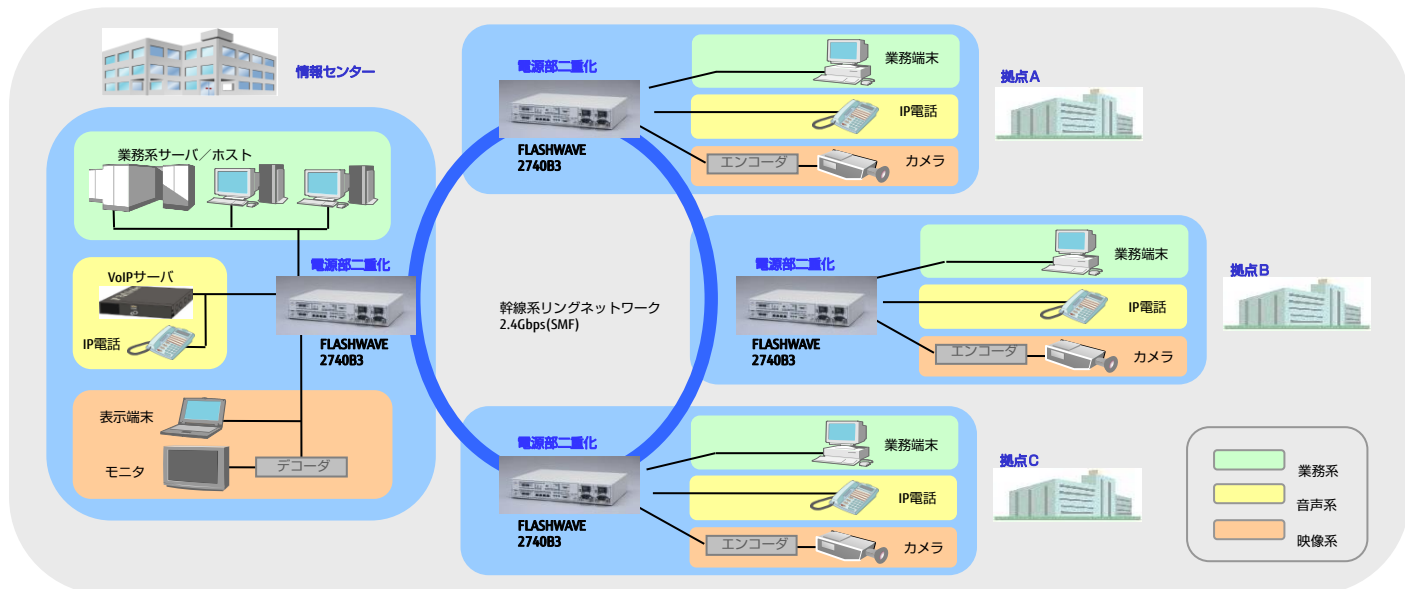 情報センター
業務系サーバ／ホスト
VoIPサーバ
IP電話
電源部二重化
FLASHWAVE
2740B3
表示端末
モニタ
デコーダ
幹線系リングネットワーク
2.4Gbps(SMF)
電源部二重化
FLASHWAVE
2740B3
業務端末
IP電話
エンコーダ
カメラ
拠点A
電源部二重化
FLASHWAVE
2740B3
業務端末
IP電話
エンコーダ
カメラ
拠点B
電源部二重化
FLASHWAVE
2740B3
業務端末
IP電話
エンコーダ
カメラ
拠点C
業務系
音声系
映像系